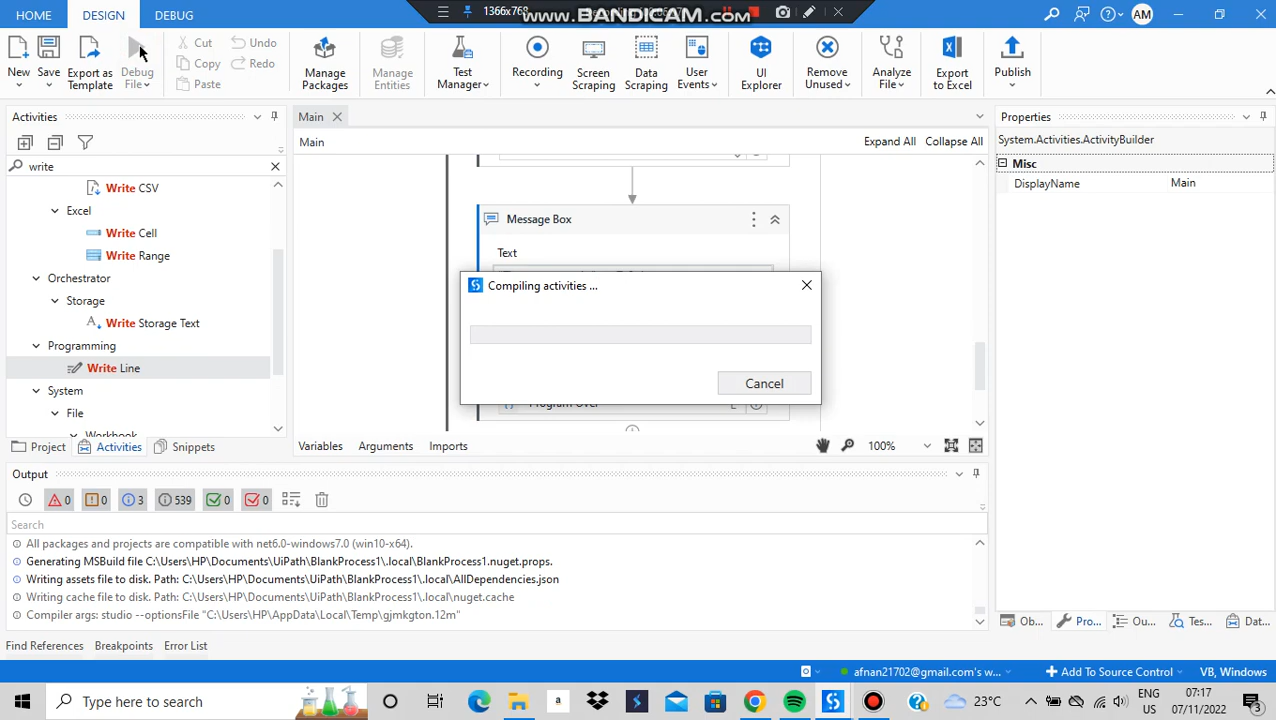 HOME DESIGN DEBUG
1366x768
www.BANDICAM.com
AM
New Save Export as Template Debug File
Cut Copy Paste
Undo Redo
Manage Packages
Manage Entities
Test Manager
Recording
Screen Scraping
Data Scraping
User Events
UI Explorer
Remove Unused
Analyze File
Export to Excel
Publish
Activities
write
Write CSV
Excel
Write Cell
Write Range
Orchestrator
Storage
Write Storage Text
Programming
Write Line
System
File
Workbook
Project Activities Snippets
Main
Main
Expand All Collapse All
Message Box
Text
Compiling activities ...
Cancel
Program Over
Variables Arguments Imports
100%
Properties
System.Activities.ActivityBuilder
Misc
DisplayName Main
Ob... Pro... Ou... Tes... Dat...
Output
0 0 3 539 0 0
Search
All packages and projects are compatible with net6.0-windows7.0 (win10-x64).
Generating MSBuild file C:\Users\HP\Documents\UiPath\BlankProcess1\.local\BlankProcess1.nuget.props.
Writing assets file to disk. Path: C:\Users\HP\Documents\UiPath\BlankProcess1\.local\AllDependencies.json
Writing cache file to disk. Path: C:\Users\HP\Documents\UiPath\BlankProcess1\.local\nuget.cache
Compiler args: studio --optionsFile "C:\Users\HP\AppData\Local\Temp\gjmkgton.12m"
Find References Breakpoints Error List
afnan21702@gmail.com's w...
Add To Source Control
VB, Windows
Type here to search
23°C
ENG
07:17
07/11/2022
3